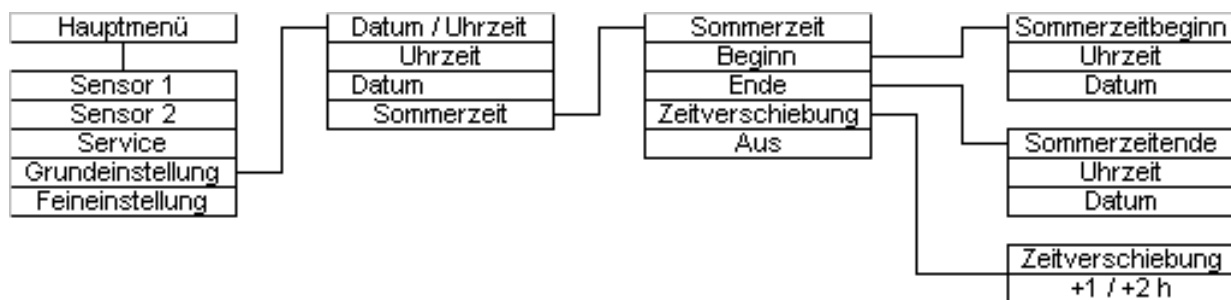 Hauptmenü
Sensor 1
Sensor 2
Service
Grundeinstellung
Feineinstellung
Datum / Uhrzeit
Uhrzeit
Datum
Sommerzeit
Sommerzeit
Beginn
Ende
Zeitverschiebung
Aus
Sommerzeitbeginn
Uhrzeit
Datum
Sommerzeitende
Uhrzeit
Datum
Zeitverschiebung
+1 / +2 h